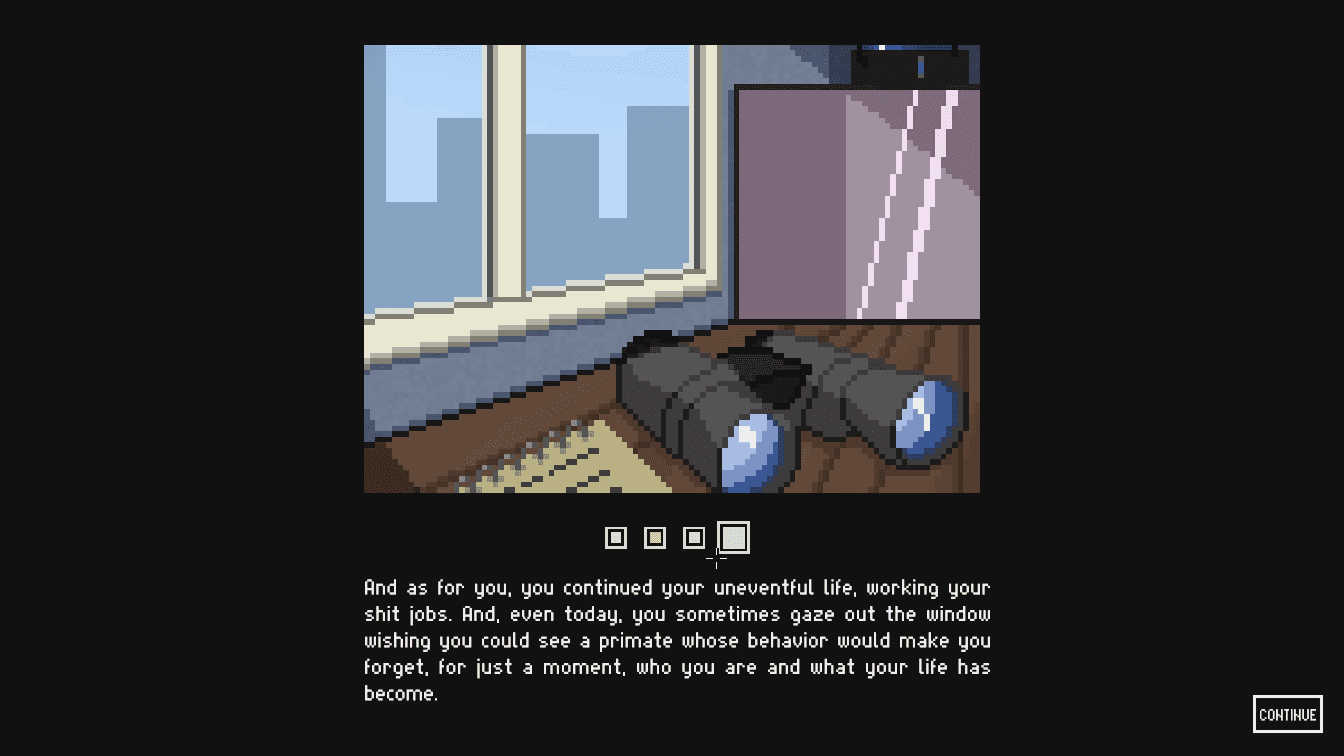 And as for you, you continued your uneventful life, working your
shit jobs. And, even today, you sometimes gaze out the window
wishing you could see a primate whose behavior would make you
forget, for just a moment, who you are and what your life has
become.
CONTINUE